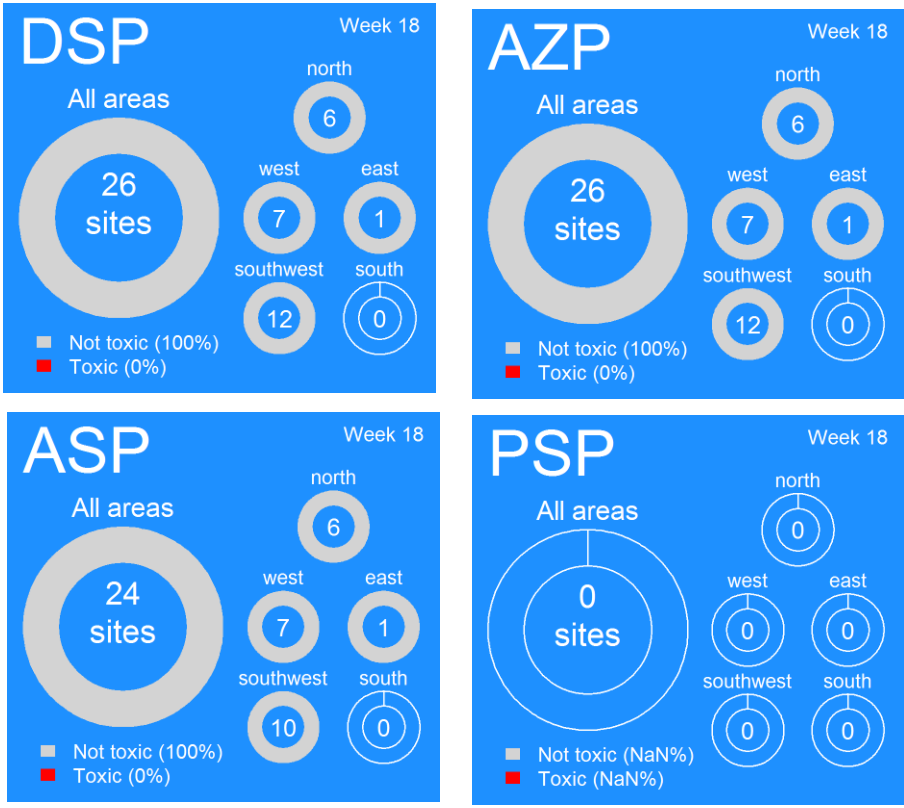 DSP
Week 18
north
All areas
6
west
east
26
sites
7
1
southwest
south
12
0
Not toxic (100%)
Toxic (0%)
AZP
Week 18
north
All areas
6
west
east
26
sites
7
1
southwest
south
12
0
Not toxic (100%)
Toxic (0%)
ASP
Week 18
north
All areas
6
west
east
24
sites
7
1
southwest
south
10
0
Not toxic (100%)
Toxic (0%)
PSP
Week 18
north
All areas
0
west
east
0
sites
0
0
southwest
south
0
0
Not toxic (NaN%)
Toxic (NaN%)